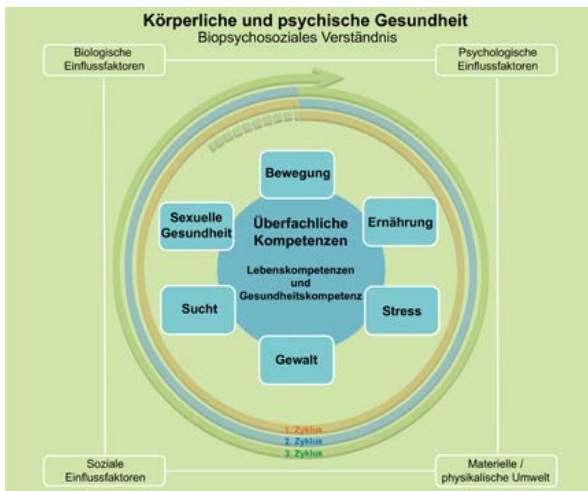 Körperliche und psychische Gesundheit
Biopsychosoziales Verständnis
Biologische
Einflussfaktoren
Psychologische
Einflussfaktoren
Bewegung
Sexuelle
Gesundheit
Überfachliche
Kompetenzen
Ernährung
Lebenskompetenzen
und
Gesundheitskompetenz
Sucht
Stress
Gewalt
1. Zyklus
2. Zyklus
3. Zyklus
Soziale
Einflussfaktoren
Materielle /
physikalische Umwelt